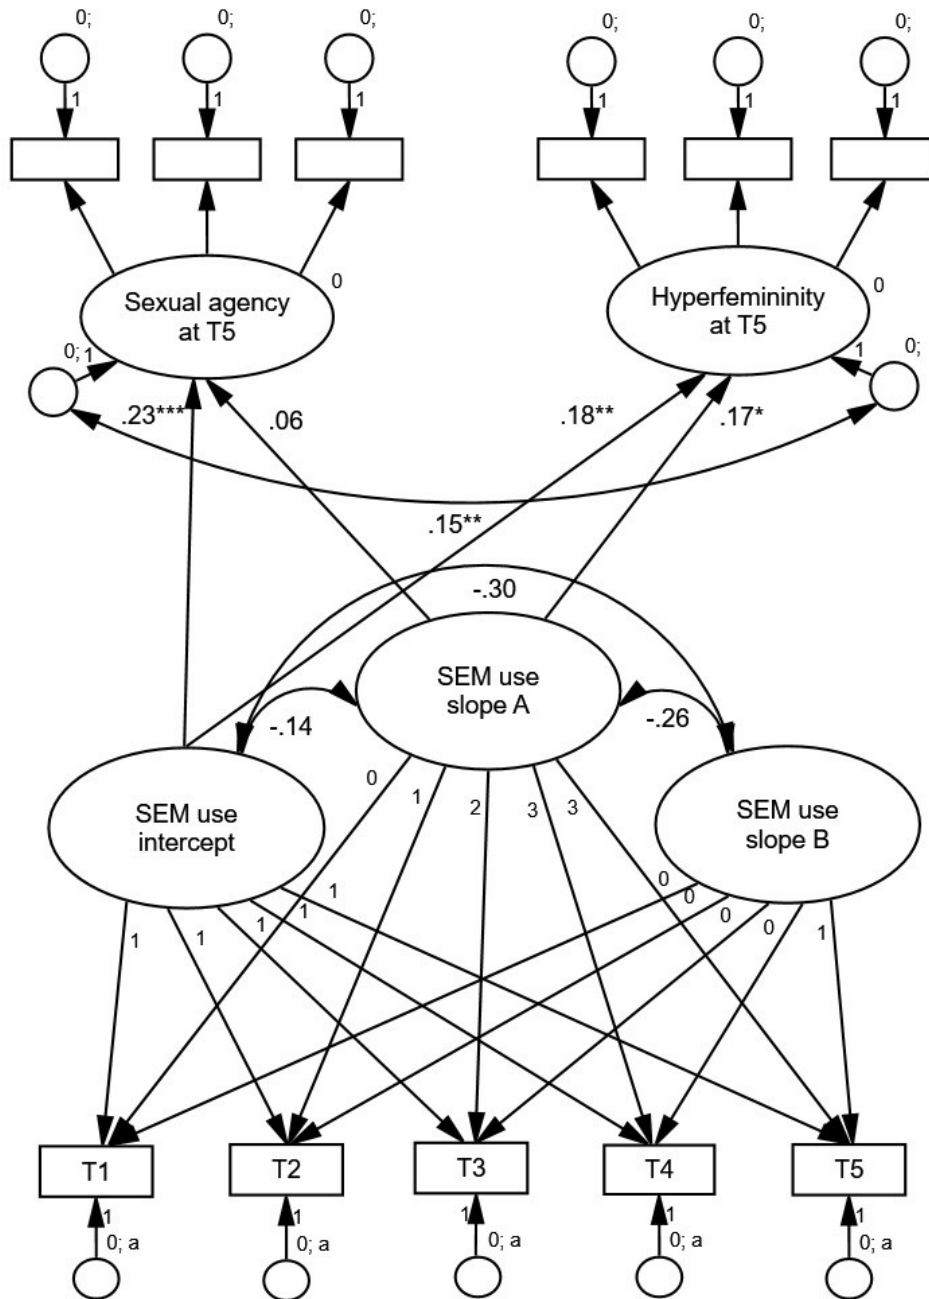 0; 0; 0; 0; 0; 0;
1 1 1 1 1 1
Sexual agency
at T5
0
Hyperfemininity
at T5
0
0; 1
1 0;
.23*** .06 .18** .17*
.15**
-.30
SEM use
slope A
-.14
-.26
SEM use
intercept
SEM use
slope B
0 1 2 3 3
1 1 1 1 1 1 1
0 0 0 0 1
T1 T2 T3 T4 T5
1 1 1 1 1
0; a 0; a 0; a 0; a 0; a